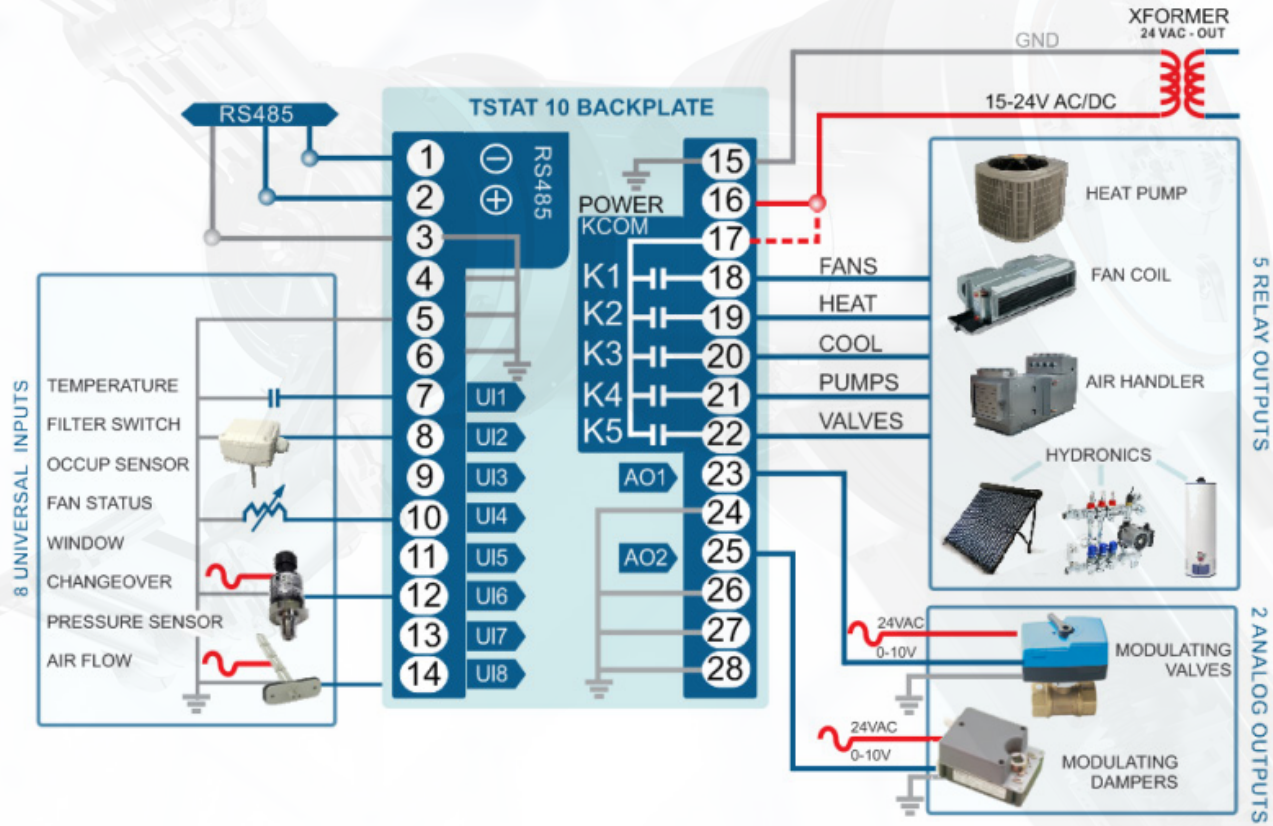 XFORMER
24 VAC - OUT
GND
15-24V AC/DC
RS485
TSTAT 10 BACKPLATE
1
2
3
4
5
6
7
8
9
10
11
12
13
14
RS485
UI1
UI2
UI3
UI4
UI5
UI6
UI7
UI8
POWER
KCOM
K1
K2
K3
K4
K5
AO1
AO2
15
16
17
18
19
20
21
22
23
24
25
26
27
28
FANS
HEAT
COOL
PUMPS
VALVES
8 UNIVERSAL INPUTS
TEMPERATURE
FILTER SWITCH
OCCUP SENSOR
FAN STATUS
WINDOW
CHANGEOVER
PRESSURE SENSOR
AIR FLOW
HEAT PUMP
FAN COIL
AIR HANDLER
HYDRONICS
5 RELAY OUTPUTS
24VAC
0-10V
MODULATING
VALVES
24VAC
0-10V
MODULATING
DAMPERS
2 ANALOG OUTPUTS